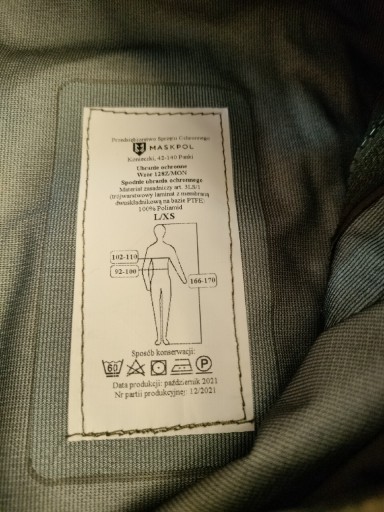 Przedsiębiorstwo Sprzętu Ochronnego
MASKPOL
Konieczki, 42-140 Panki
Ubranie ochronne
Wzór 128Z/MON
Spodnie ubrania ochronnego
Materiał zasadniczy art. 3L9/1
(trójwarstwowy laminat z membraną
dwuskładnikową na bazie PTFE;
100% Poliamid
L/XS
102-110
92-100
166-170
Sposób konserwacji:
60
P
Data produkcji: październik 2021
Nr partii produkcyjnej: 12/2021